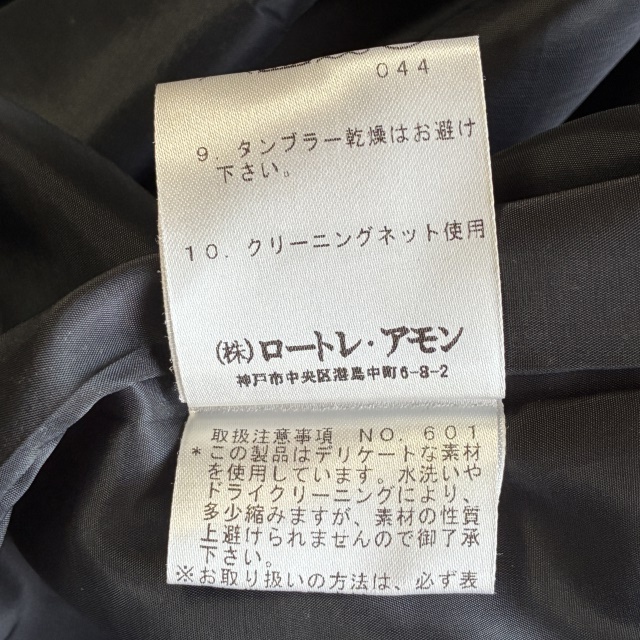 044
9. タンブラー乾燥はお避け
下さい。
10. クリーニングネット使用
(株)ロートレ・アモン
神戸市中央区港島中町6-8-2
取扱注意事項 NO. 601
*この製品はデリケートな素材
を使用しています。水洗いや
ドライクリーニングにより、
多少縮みますが、素材の性質
上避けられませんので御了承
下さい。
※お取り扱いの方法は、必ず表